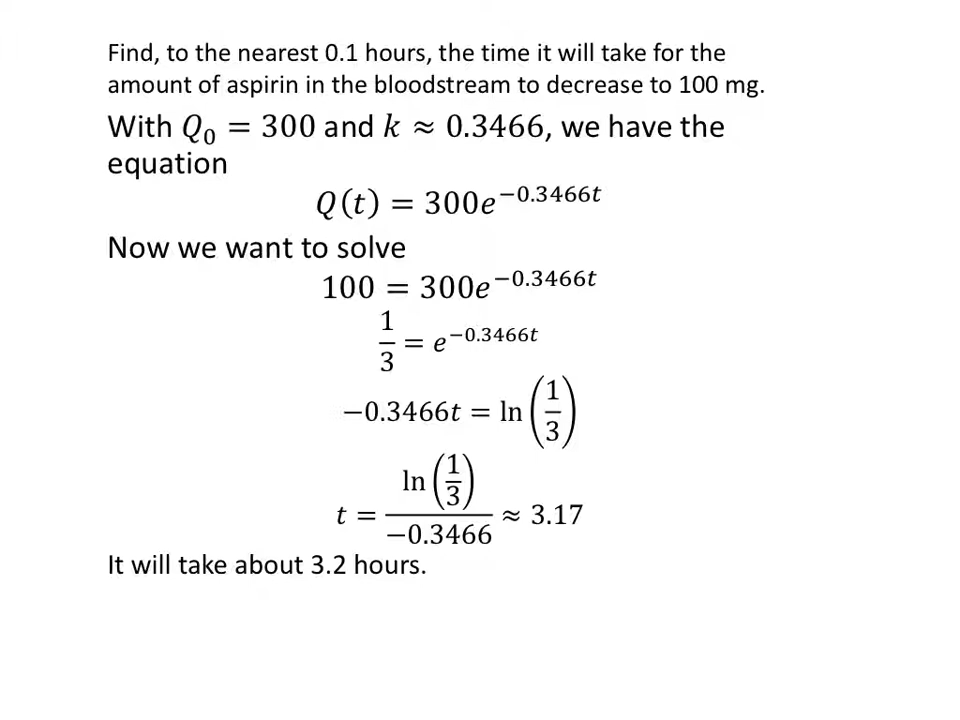 Find, to the nearest 0.1 hours, the time it will take for the
amount of aspirin in the bloodstream to decrease to 100 mg.
With Q₀ = 300 and k ≈ 0.3466, we have the
equation
Q(t) = 300e^{−0.3466t}
Now we want to solve
100 = 300e^{−0.3466t}
1/3 = e^{−0.3466t}
−0.3466t = ln(1/3)
t = ln(1/3)/−0.3466 ≈ 3.17
It will take about 3.2 hours.